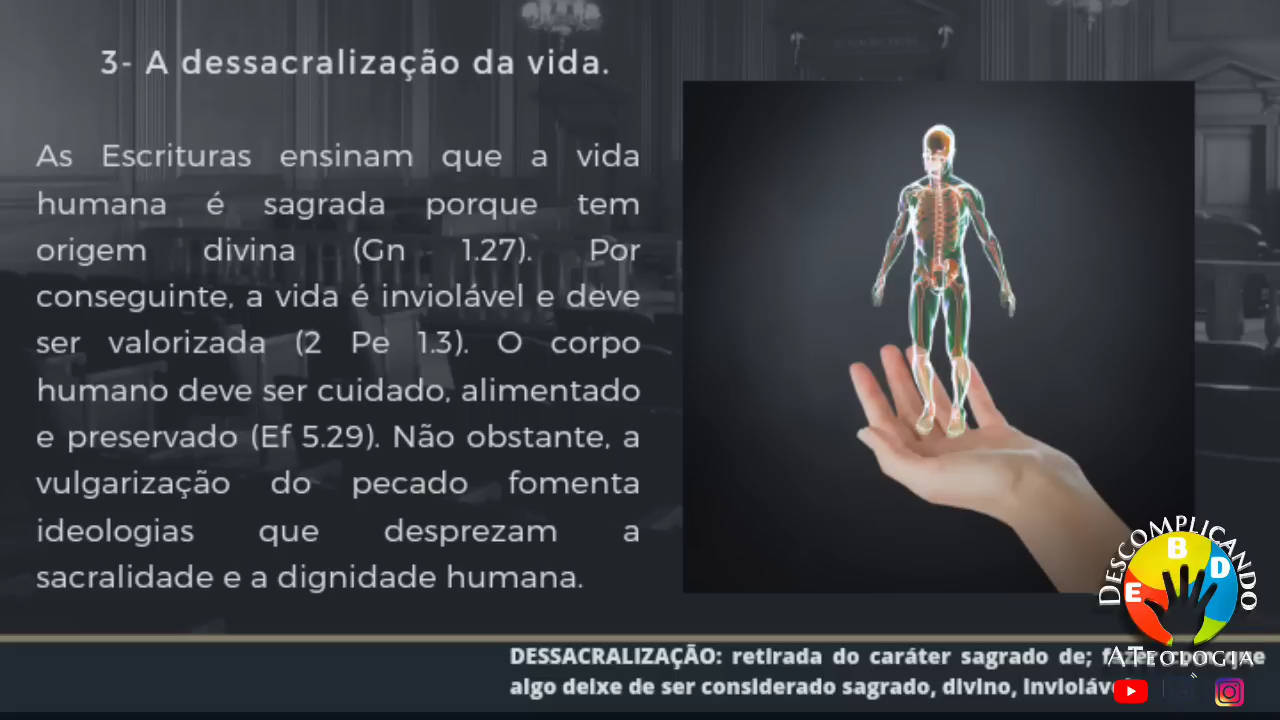 3- A dessacralização da vida.
As Escrituras ensinam que a vida
humana é sagrada porque tem
origem divina (Gn 1.27). Por
conseguinte, a vida é inviolável e deve
ser valorizada (2 Pe 1.3). O corpo
humano deve ser cuidado, alimentado
e preservado (Ef 5.29). Não obstante, a
vulgarização do pecado fomenta
ideologias que desprezam a
sacralidade e a dignidade humana.
DESCOMPLICANDO
E B D
A TEOLOGIA
DESSACRALIZAÇÃO: retirada do caráter sagrado de; que
algo deixe de ser considerado sagrado, divino,